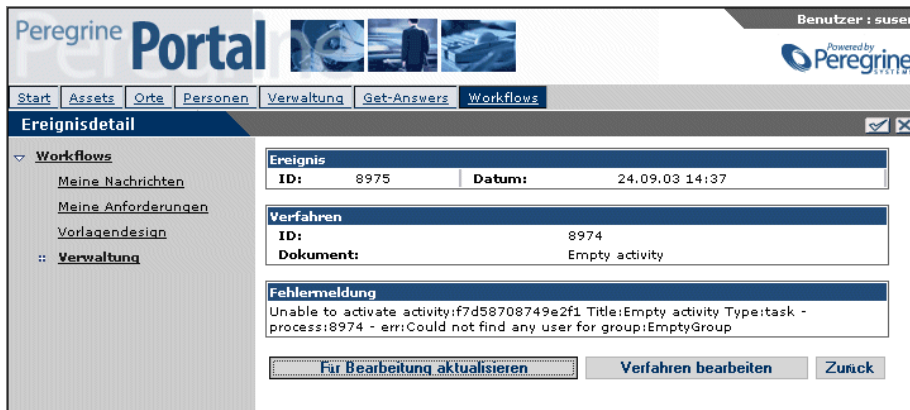 Peregrine Portal
Benutzer : suser
Powered by
Peregrine
SYSTEMS
Start Assets Orte Personen Verwaltung Get-Answers Workflows
Ereignisdetail
Workflows
Meine Nachrichten
Meine Anforderungen
Vorlagendesign
Verwaltung
Ereignis
ID: 8975 Datum: 24.09.03 14:37
Verfahren
ID: 8974
Dokument: Empty activity
Fehlermeldung
Unable to activate activity:f7d58708749e2f1 Title:Empty activity Type:task -
process:8974 - err:Could not find any user for group:EmptyGroup
Für Bearbeitung aktualisieren Verfahren bearbeiten Zurück